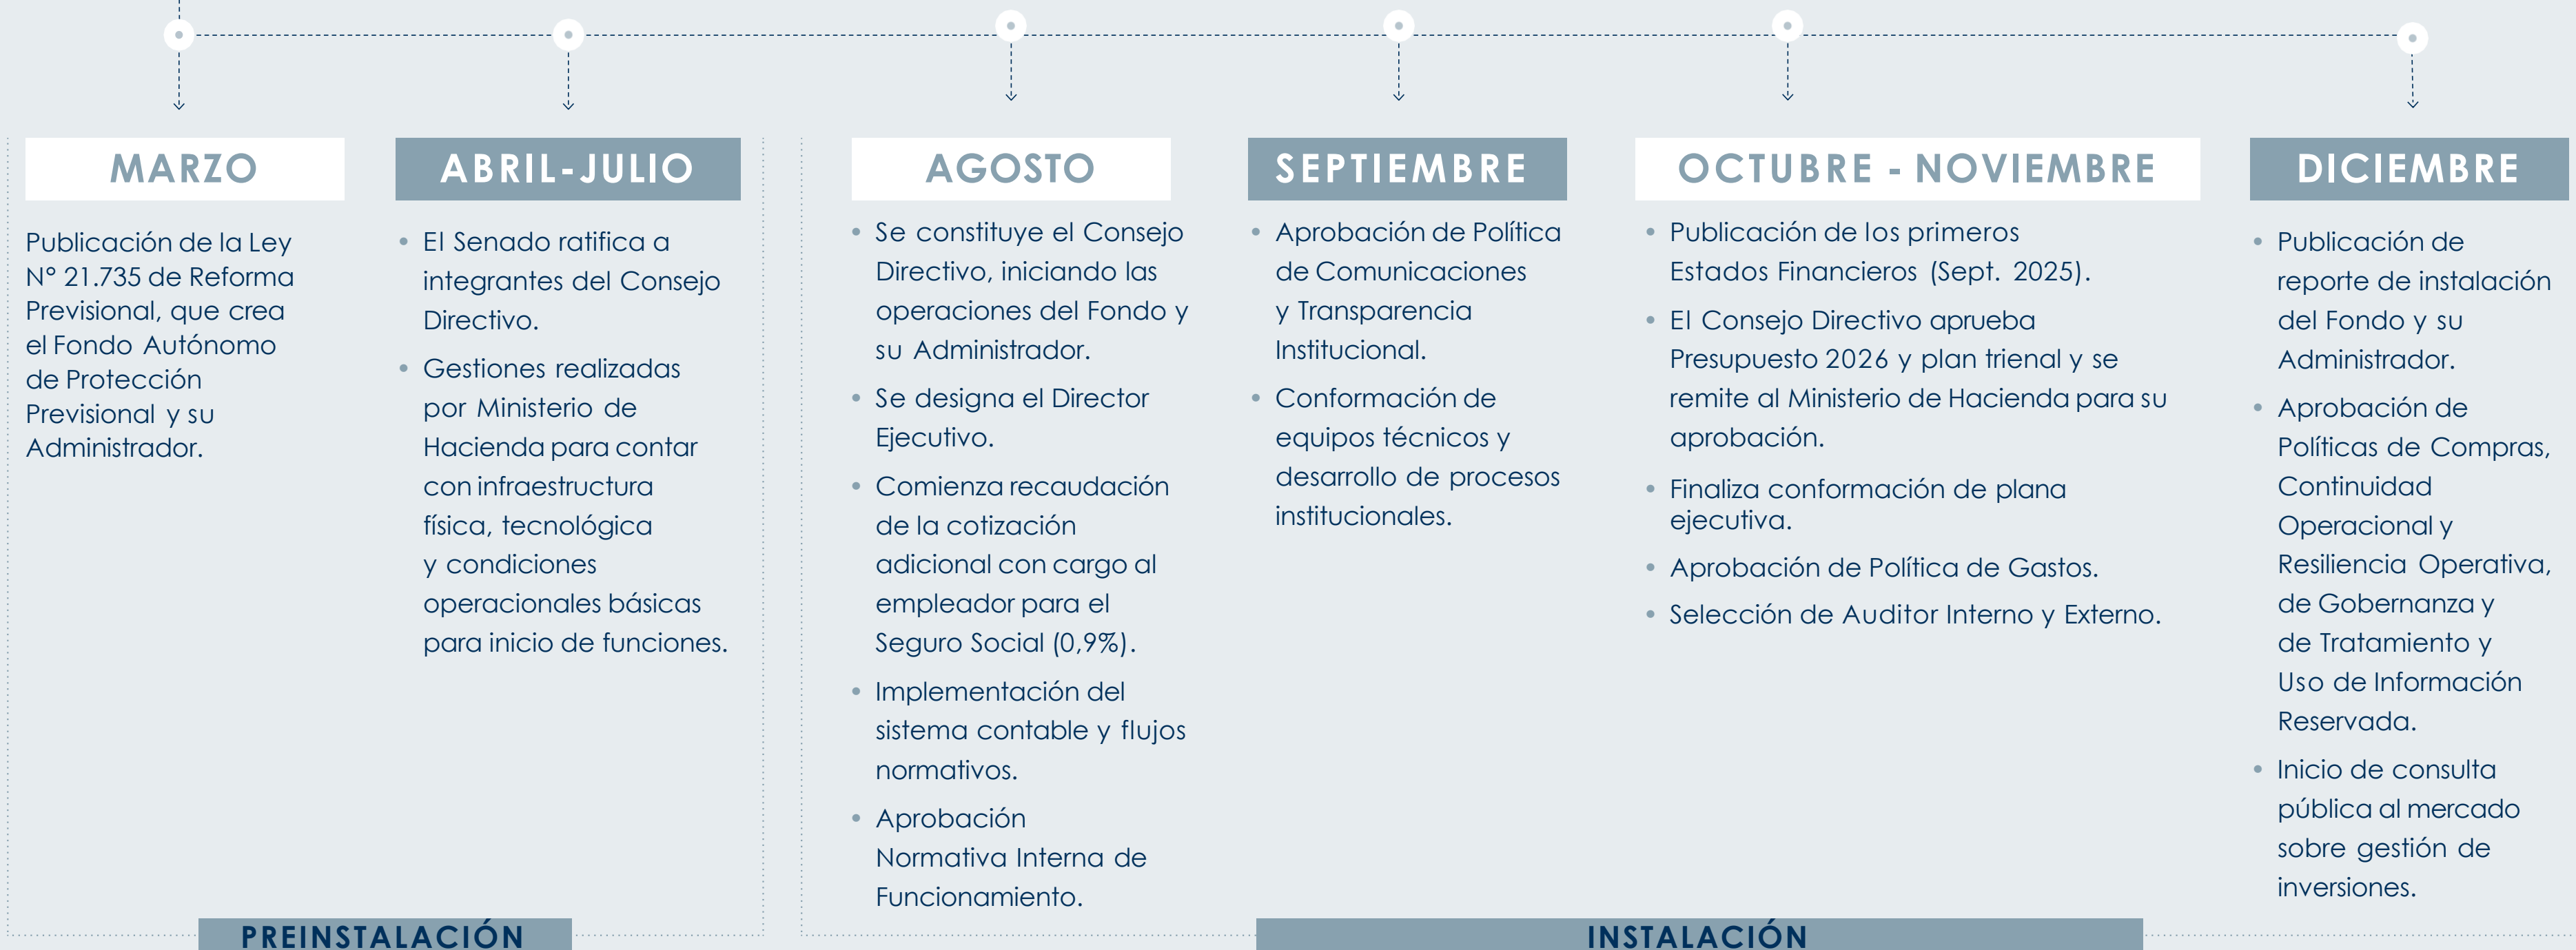 MARZO
Publicación de la Ley
N° 21.735 de Reforma
Previsional, que crea
el Fondo Autónomo
de Protección
Previsional y su
Administrador.
ABRIL-JULIO
• El Senado ratifica a
integrantes del Consejo
Directivo.
• Gestiones realizadas
por Ministerio de
Hacienda para contar
con infraestructura
física, tecnológica
y condiciones
operacionales básicas
para inicio de funciones.
PREINSTALACIÓN
AGOSTO
• Se constituye el Consejo
Directivo, iniciando las
operaciones del Fondo y
su Administrador.
• Se designa el Director
Ejecutivo.
• Comienza recaudación
de la cotización
adicional con cargo al
empleador para el
Seguro Social (0,9%).
• Implementación del
sistema contable y flujos
normativos.
• Aprobación
Normativa Interna de
Funcionamiento.
SEPTIEMBRE
• Aprobación de Política
de Comunicaciones
y Transparencia
Institucional.
• Conformación de
equipos técnicos y
desarrollo de procesos
institucionales.
OCTUBRE - NOVIEMBRE
• Publicación de los primeros
Estados Financieros (Sept. 2025).
• El Consejo Directivo aprueba
Presupuesto 2026 y plan trienal y se
remite al Ministerio de Hacienda para su
aprobación.
• Finaliza conformación de plana
ejecutiva.
• Aprobación de Política de Gastos.
• Selección de Auditor Interno y Externo.
DICIEMBRE
• Publicación de
reporte de instalación
del Fondo y su
Administrador.
• Aprobación de
Políticas de Compras,
Continuidad
Operacional y
Resiliencia Operativa,
de Gobernanza y
de Tratamiento y
Uso de Información
Reservada.
• Inicio de consulta
pública al mercado
sobre gestión de
inversiones.
INSTALACIÓN